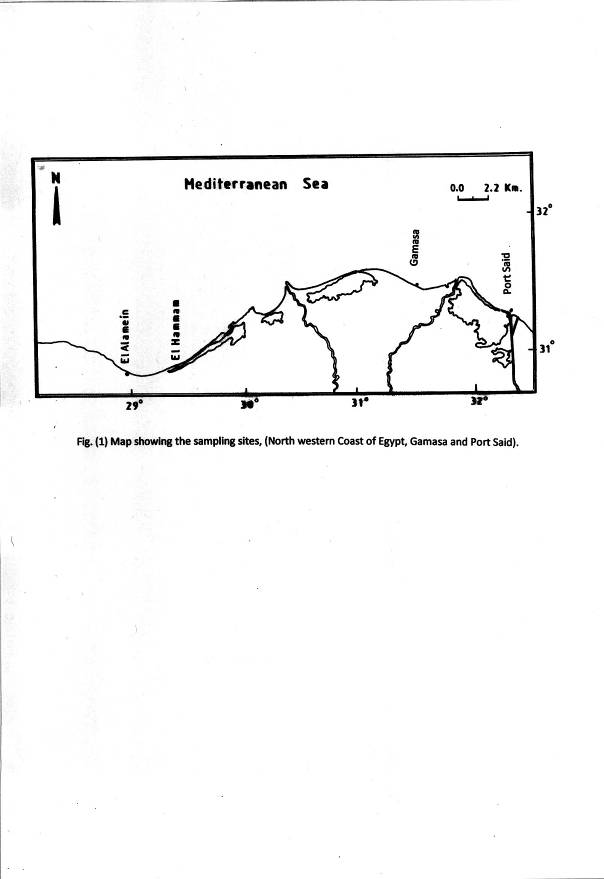 N
Mediterranean Sea
0.0 2.2 Km.
32°
Gamasa
Port Said
El Alamein
El Hammam
31°
29° 30° 31° 32°
Fig. (1) Map showing the sampling sites, (North western Coast of Egypt, Gamasa and Port Said).